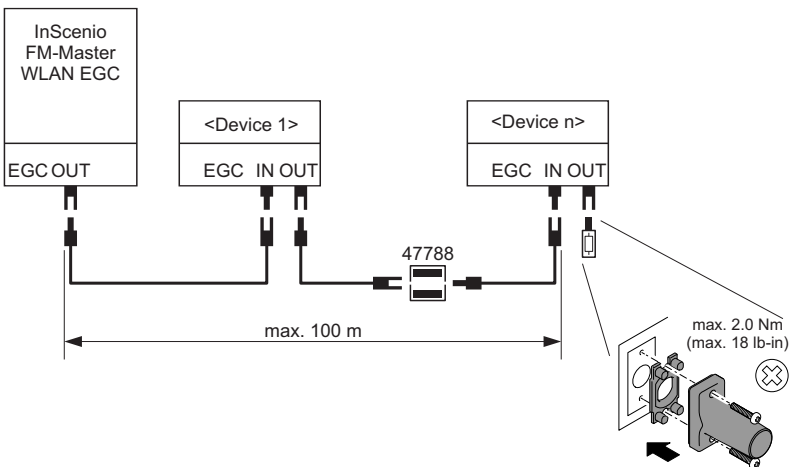 InScenio
FM-Master
WLAN EGC
<Device 1>
<Device n>
EGC OUT
EGC IN OUT
EGC IN OUT
47788
max. 100 m
max. 2.0 Nm
(max. 18 lb-in)